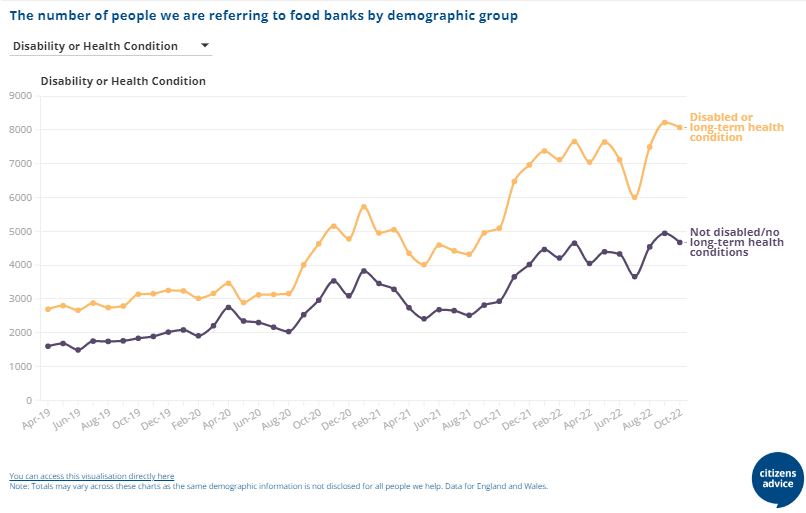 The number of people we are referring to food banks by demographic group
Disability or Health Condition
Disability or Health Condition
9000
8000
7000
6000
5000
4000
3000
2000
1000
0
Disabled or
long-term health
condition
Not disabled/no
long-term health
conditions
Apr-19 Jun-19 Aug-19 Oct-19 Dec-19 Feb-20 Apr-20 Jun-20 Aug-20 Oct-20 Dec-20 Feb-21 Apr-21 Jun-21 Aug-21 Oct-21 Dec-21 Feb-22 Apr-22 Jun-22 Aug-22 Oct-22
You can access this visualisation directly here
Note: Totals may vary across these charts as the same demographic information is not disclosed for all people we help. Data for England and Wales.
citizens
advice